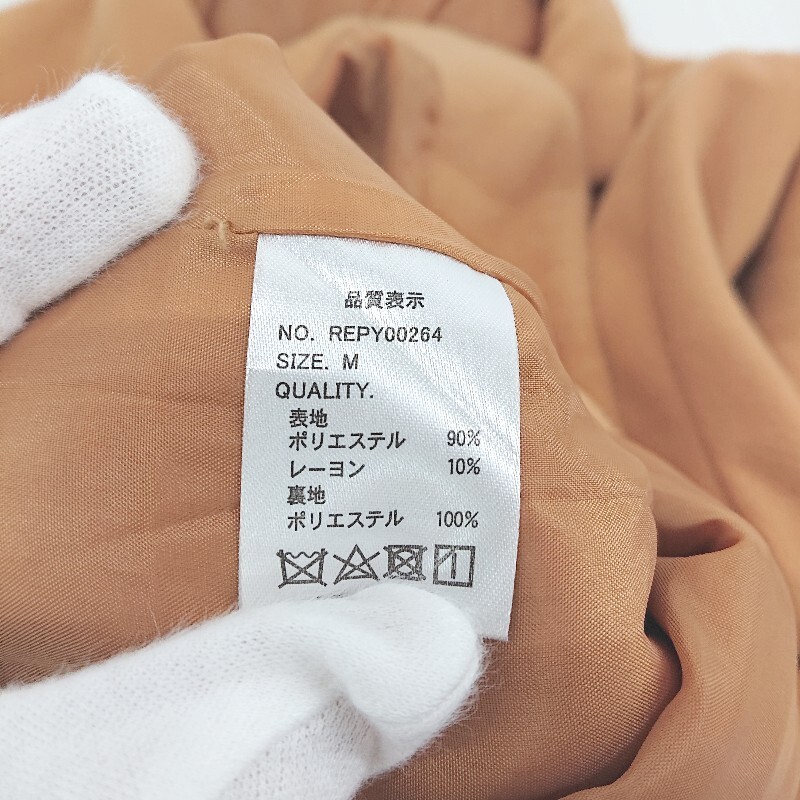 品質表示
NO. REPY00264
SIZE. M
QUALITY.
表地
ポリエステル 90%
レーヨン 10%
裏地
ポリエステル 100%